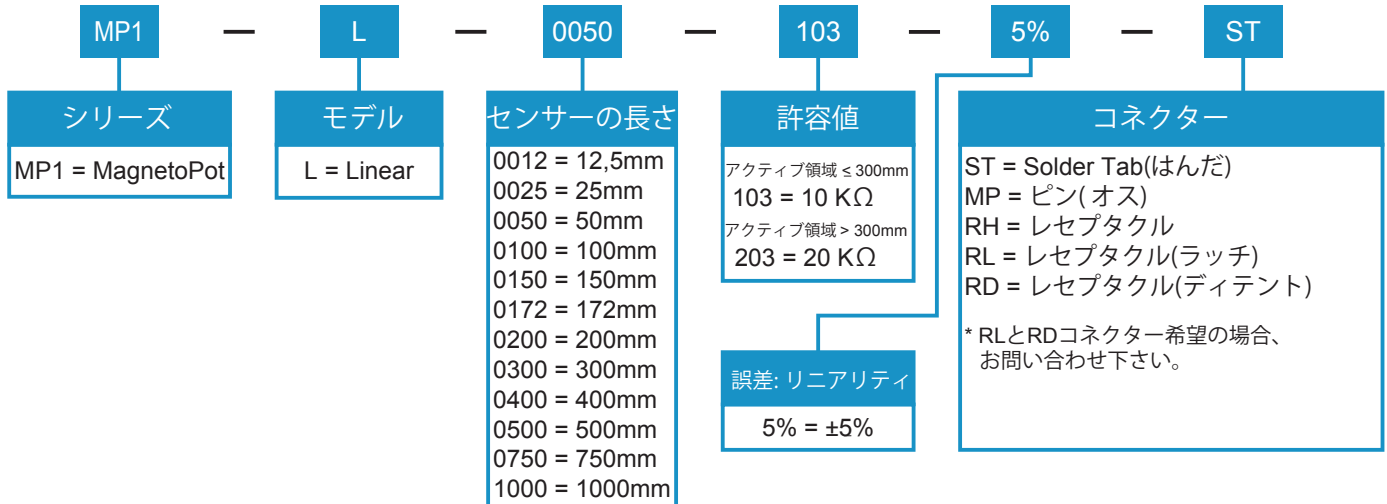 MP1 — L — 0050 — 103 — 5% — ST
シリーズ
MP1 = MagnetoPot
モデル
L = Linear
センサーの長さ
0012 = 12,5mm
0025 = 25mm
0050 = 50mm
0100 = 100mm
0150 = 150mm
0172 = 172mm
0200 = 200mm
0300 = 300mm
0400 = 400mm
0500 = 500mm
0750 = 750mm
1000 = 1000mm
許容値
アクティブ領域 ≤ 300mm
103 = 10 KΩ
アクティブ領域 > 300mm
203 = 20 KΩ
誤差: リニアリティ
5% = ±5%
コネクター
ST = Solder Tab(はんだ)
MP = ピン( オス)
RH = レセプタクル
RL = レセプタクル(ラッチ)
RD = レセプタクル(ディテント)
* RLとRDコネクター希望の場合、
お問い合わせ下さい。